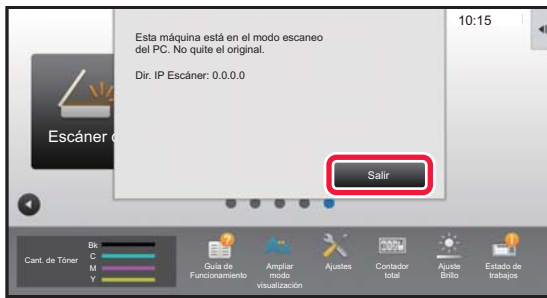 10:15
Esta máquina está en el modo escaneo
del PC. No quite el original.
Dir. IP Escáner: 0.0.0.0
Escáner
Salir
Cant. de Tóner
Bk
C
M
Y
Guía de
Funcionamiento
Ampliar
modo
visualización
Ajustes
Contador
total
Ajuste
Brillo
Estado de
trabajos